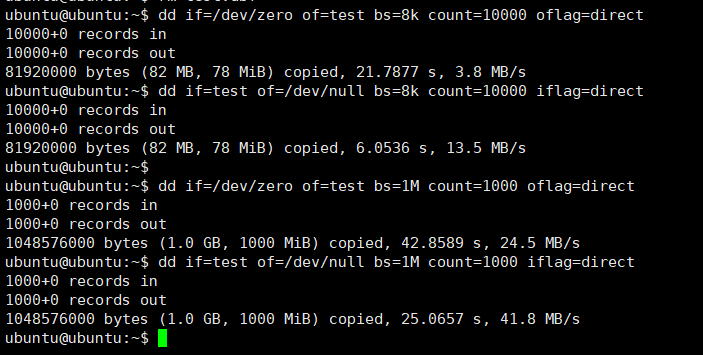 ubuntu@ubuntu:~$ dd if=/dev/zero of=test bs=8k count=10000 oflag=direct
10000+0 records in
10000+0 records out
81920000 bytes (82 MB, 78 MiB) copied, 21.7877 s, 3.8 MB/s
ubuntu@ubuntu:~$ dd if=test of=/dev/null bs=8k count=10000 iflag=direct
10000+0 records in
10000+0 records out
81920000 bytes (82 MB, 78 MiB) copied, 6.0536 s, 13.5 MB/s
ubuntu@ubuntu:~$
ubuntu@ubuntu:~$ dd if=/dev/zero of=test bs=1M count=1000 oflag=direct
1000+0 records in
1000+0 records out
1048576000 bytes (1.0 GB, 1000 MiB) copied, 42.8589 s, 24.5 MB/s
ubuntu@ubuntu:~$ dd if=test of=/dev/null bs=1M count=1000 iflag=direct
1000+0 records in
1000+0 records out
1048576000 bytes (1.0 GB, 1000 MiB) copied, 25.0657 s, 41.8 MB/s
ubuntu@ubuntu:~$